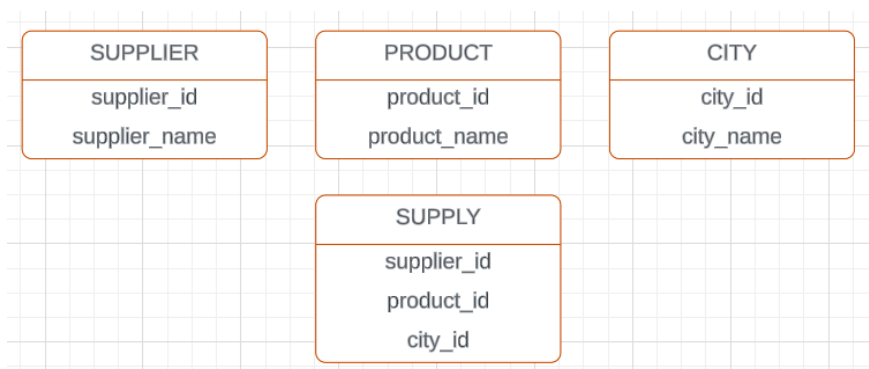 SUPPLIER
supplier_id
supplier_name
PRODUCT
product_id
product_name
CITY
city_id
city_name
SUPPLY
supplier_id
product_id
city_id